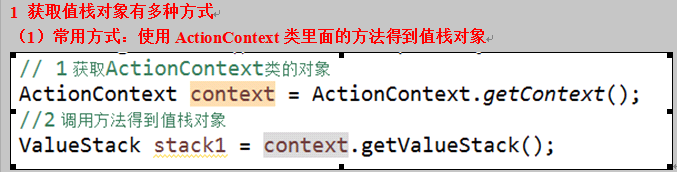 1 获取值栈对象有多种方式
（1）常用方式：使用 ActionContext 类里面的方法得到值栈对象
// 1 获取ActionContext类的对象
ActionContext context = ActionContext.getContext();
//2 调用方法得到值栈对象
ValueStack stack1 = context.getValueStack();